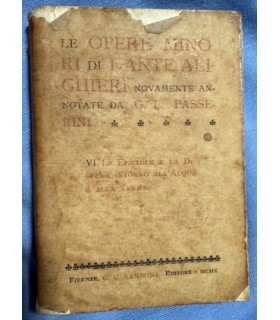 LE OPERE MINO
RI DI DANTE ALI-
GHIERI NOVAMENTE AN-
NOTATE DA G. L. PASSE
RINI
VI. LE EPISTOLE E LA DI
SPUTA INTORNO ALL'ACQUA
E ALLA TERRA
FIRENZE, G. C. SANSONI, EDITORE - MCMX